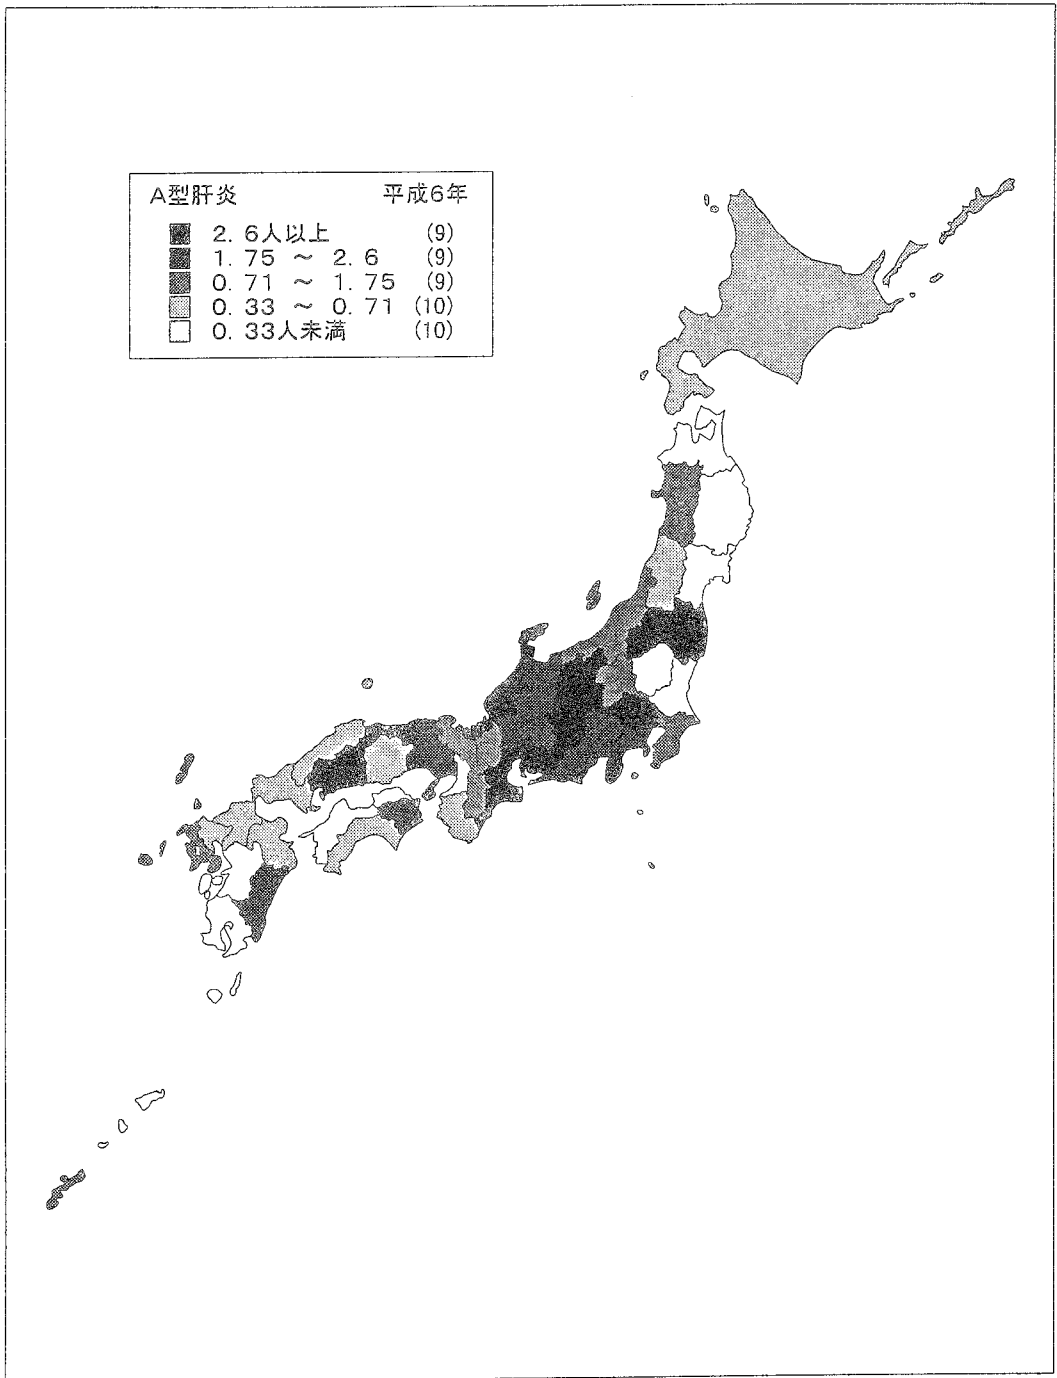 A型肝炎 平成6年
2. 6人以上 (9)
1. 75 ～ 2. 6 (9)
0. 71 ～ 1. 75 (9)
0. 33 ～ 0. 71 (10)
0. 33人未満 (10)